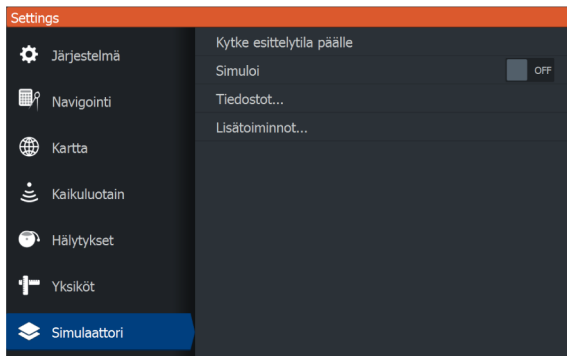 Settings
Järjestelmä
Navigointi
Kartta
Kaikuluotain
Hälytykset
Yksiköt
Simulaattori
Kytke esittelytila päälle
Simuloi OFF
Tiedostot...
Lisätoiminnot...